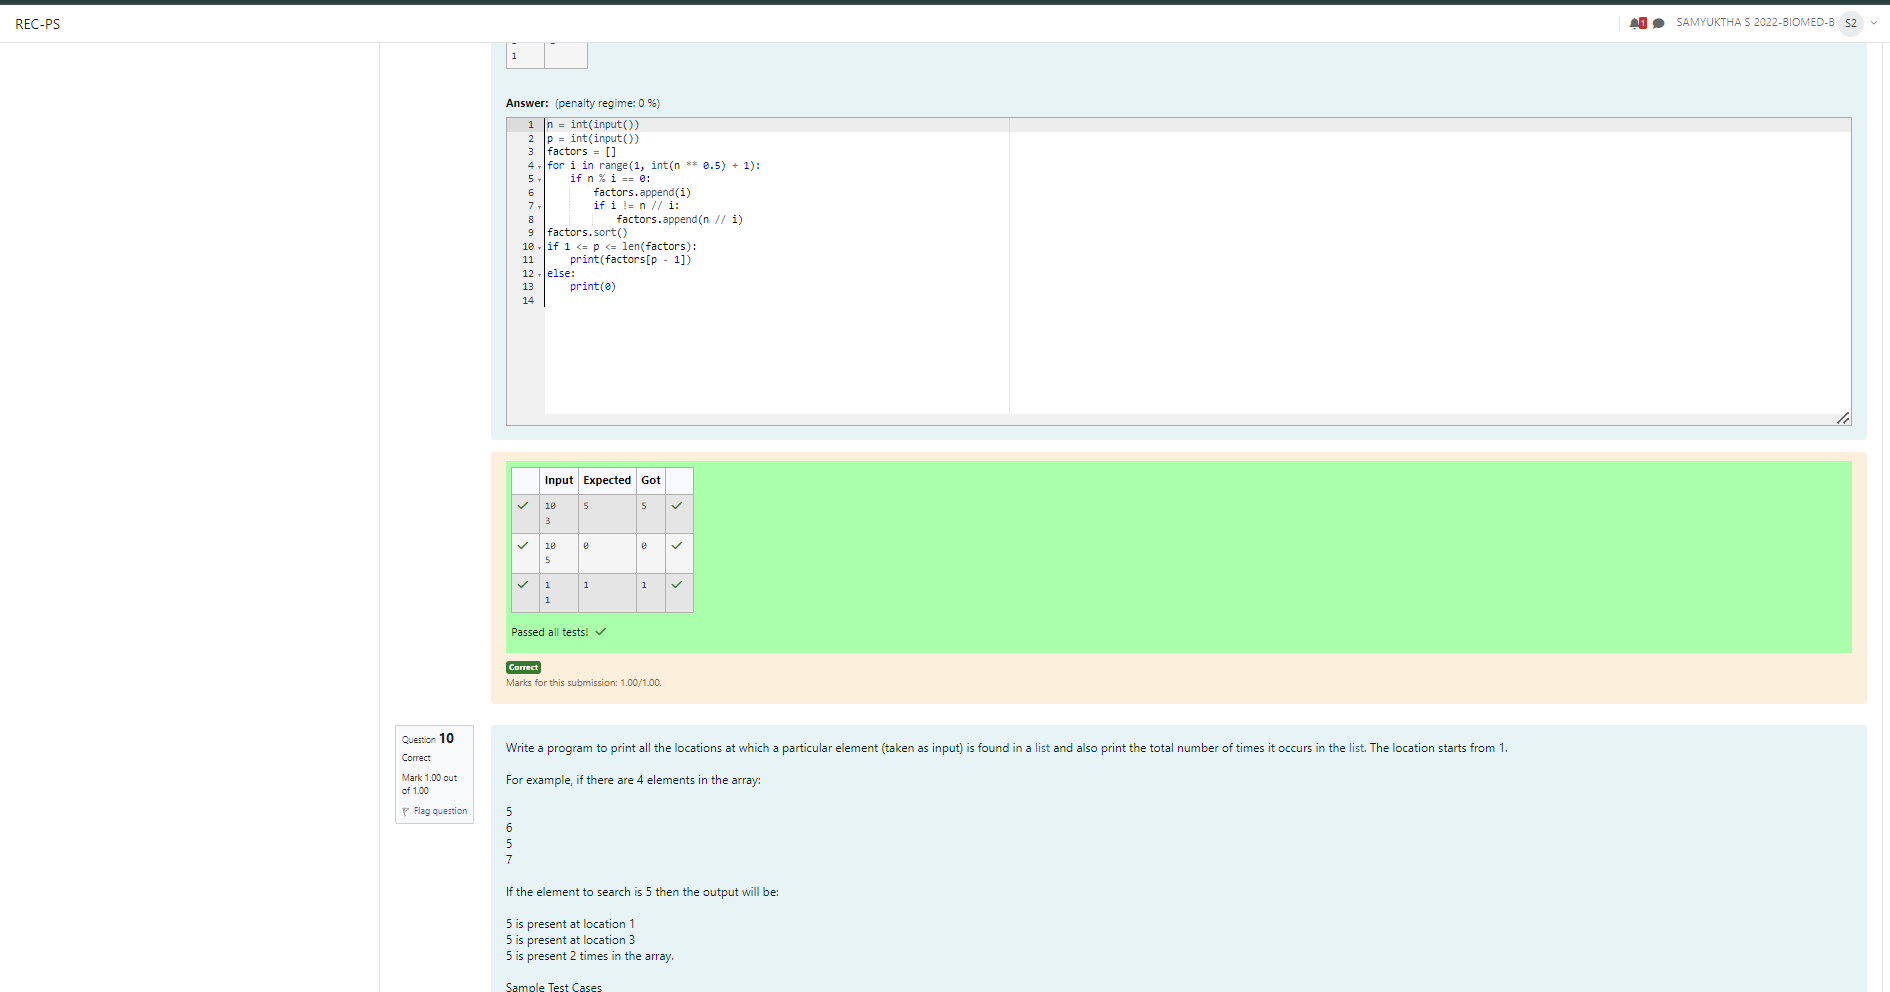 REC-PS
1
SAMYUKTHA S 2022-BIOMED-B
S2
1
Answer: (penalty regime: 0 %)
1 n = int(input())
2 p = int(input())
3 factors = []
4 for i in range(1, int(n ** 0.5) + 1):
5     if n % i == 0:
6         factors.append(i)
7         if i != n // i:
8             factors.append(n // i)
9 factors.sort()
10 if 1 <= p <= len(factors):
11     print(factors[p - 1])
12 else:
13     print(0)
14
Input Expected Got
10 5 5
3
10 0 0
5
1 1 1
1
Passed all tests!
Correct
Marks for this submission: 1.00/1.00.
Question 10
Correct
Mark 1.00 out
of 1.00
Flag question
Write a program to print all the locations at which a particular element (taken as input) is found in a list and also print the total number of times it occurs in the list. The location starts from 1.
For example, if there are 4 elements in the array:
5
6
5
7
If the element to search is 5 then the output will be:
5 is present at location 1
5 is present at location 3
5 is present 2 times in the array.
Sample Test Cases